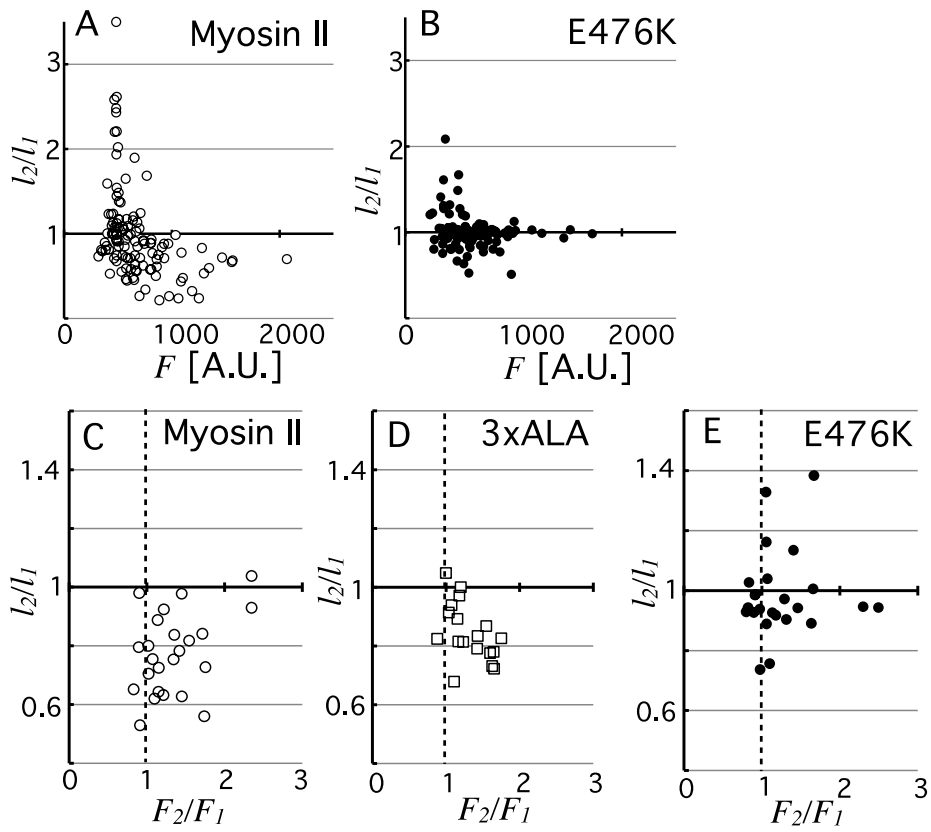 A Myosin II
3
2
1
l2/l1
0 1000 2000
F [A.U.]
B E476K
3
2
1
l2/l1
0 1000 2000
F [A.U.]
C Myosin II
1.4
1
0.6
l2/l1
0 1 2 3
F2/F1
D 3xALA
1.4
1
0.6
l2/l1
0 1 2 3
F2/F1
E E476K
1.4
1
0.6
l2/l1
0 1 2 3
F2/F1